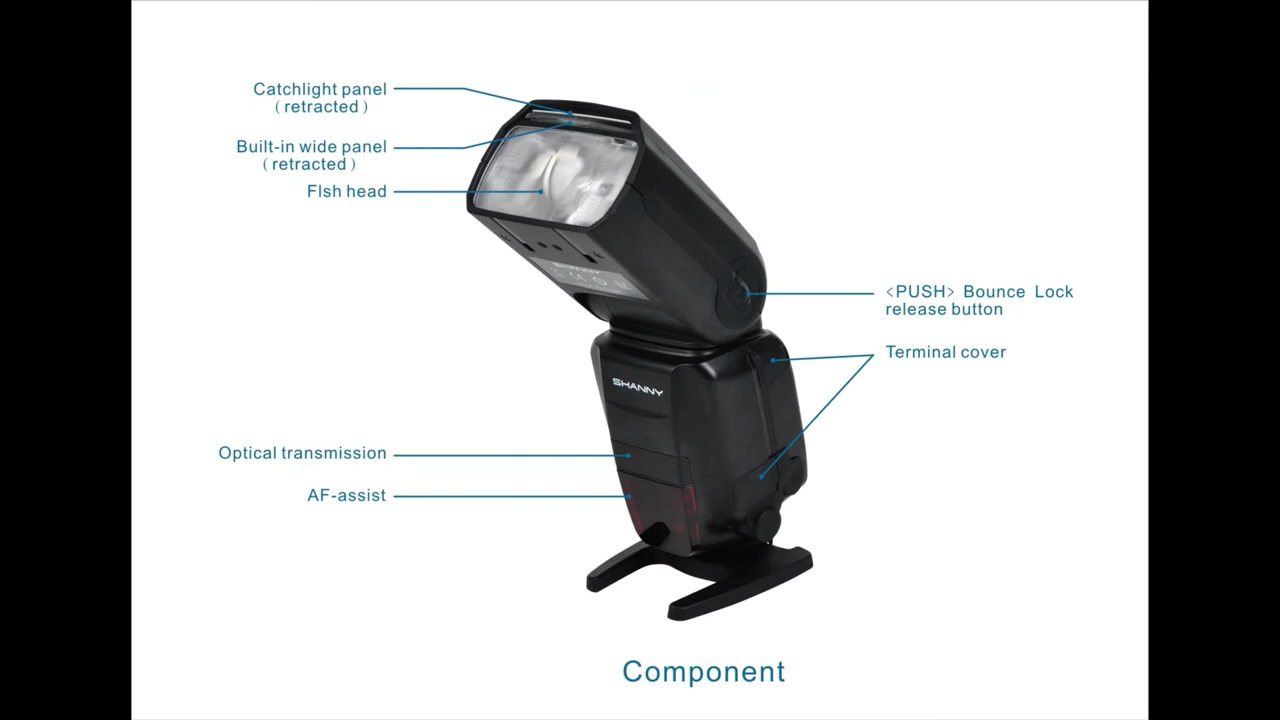 Catchlight panel
( retracted )
Built-in wide panel
( retracted )
Flsh head
<PUSH> Bounce Lock
release button
Terminal cover
SHANNY
Optical transmission
AF-assist
Component